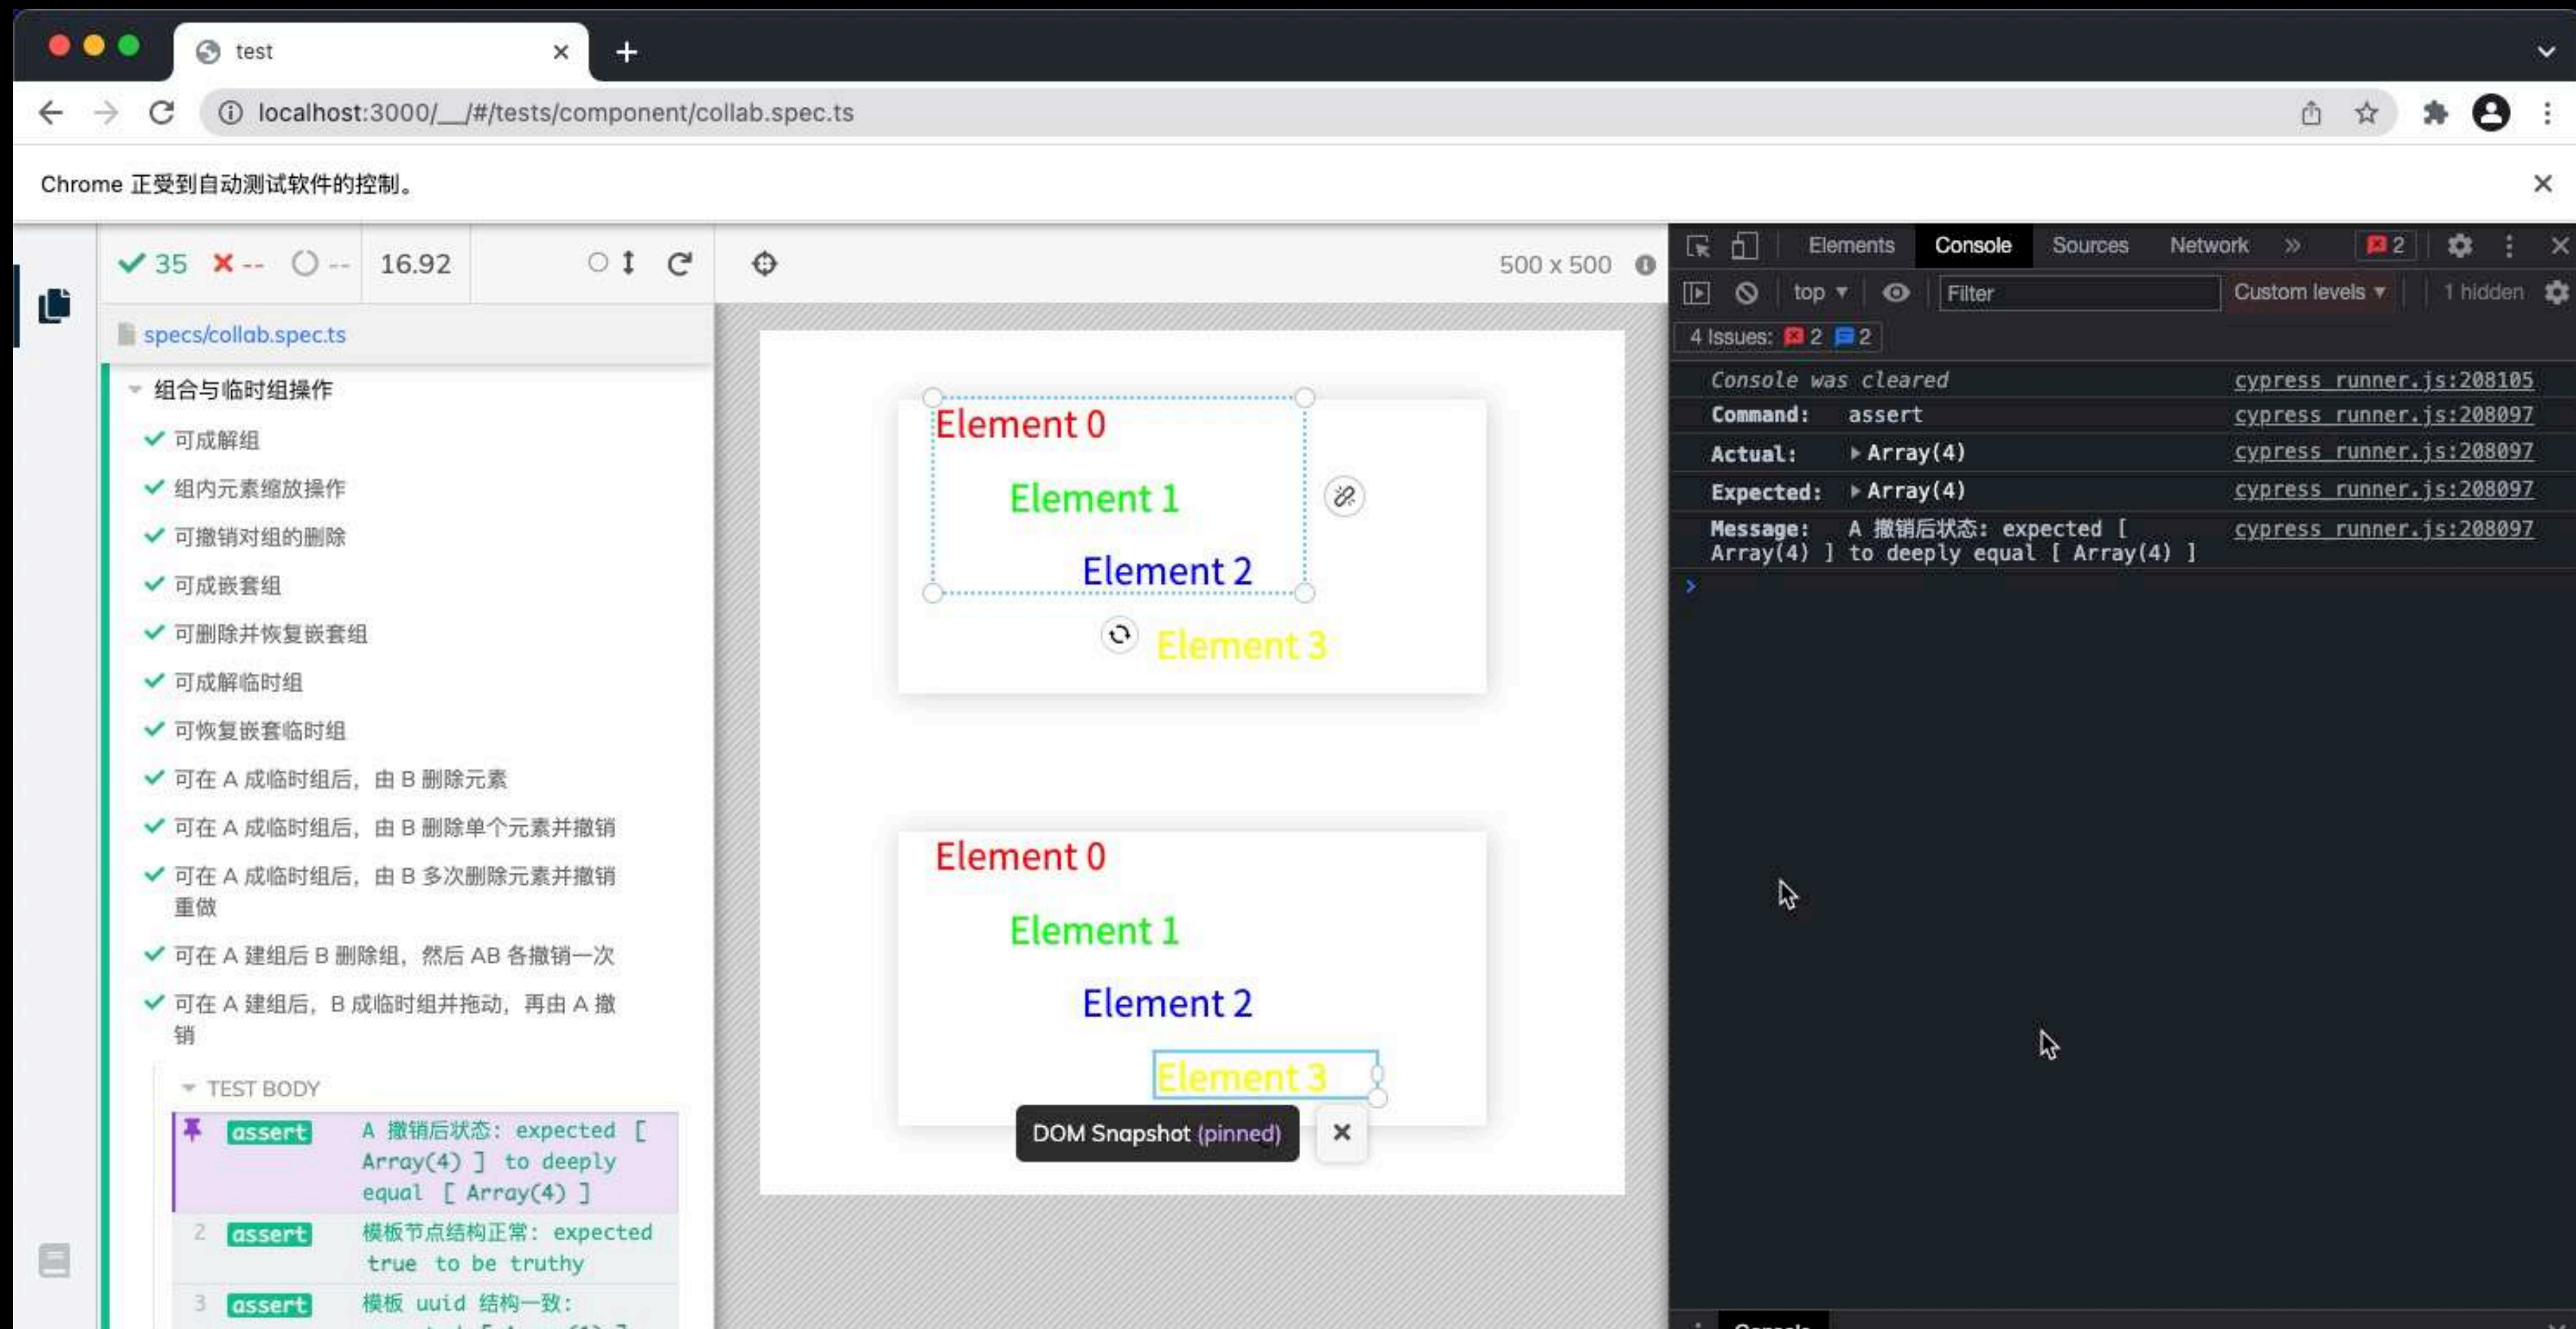 test
localhost:3000/__/#/tests/component/collab.spec.ts
Chrome 正受到自动测试软件的控制。
35 -- -- 16.92
specs/collab.spec.ts
组合与临时组操作
可成解组
组内元素缩放操作
可撤销对组的删除
可成嵌套组
可删除并恢复嵌套组
可成解临时组
可恢复嵌套临时组
可在 A 成临时组后，由 B 删除元素
可在 A 成临时组后，由 B 删除单个元素并撤销
可在 A 成临时组后，由 B 多次删除元素并撤销
重做
可在 A 建组后 B 删除组，然后 AB 各撤销一次
可在 A 建组后，B 成临时组并拖动，再由 A 撤
销
TEST BODY
assert A 撤销后状态: expected [
Array(4) ] to deeply
equal [ Array(4) ]
2 assert 模板节点结构正常: expected
true to be truthy
3 assert 模板 uuid 结构一致:
500 x 500
Element 0
Element 1
Element 2
Element 3
Element 0
Element 1
Element 2
Element 3
DOM Snapshot (pinned)
Elements Console Sources Network » 2
top Filter Custom levels 1 hidden
4 Issues: 2 2
Console was cleared cypress_runner.js:208105
Command: assert cypress_runner.js:208097
Actual: Array(4) cypress_runner.js:208097
Expected: Array(4) cypress_runner.js:208097
Message: A 撤销后状态: expected [ cypress_runner.js:208097
Array(4) ] to deeply equal [ Array(4) ]
Console